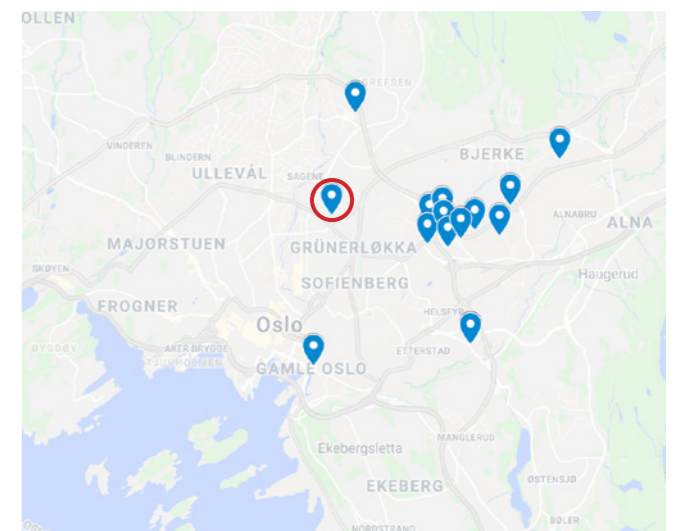 OLLEN
GREFSEN
VINDEREN
BLINDERN
BJERKE
ULLEVÅL
SAGENE
ALNABRU
ALNA
MAJORSTUEN
GRÜNERLØKKA
SKØYEN
Haugerud
SOFIENBERG
FROGNER
HELSFYR
Oslo
BYGDØY
AKER BRYGGE
ETTERSTAD
TJUVHOLMEN
GAMLE OSLO
MANGLERUD
Ekebergsletta
ØSTENSJØ
EKEBERG
BØLER
NORDSTRAND